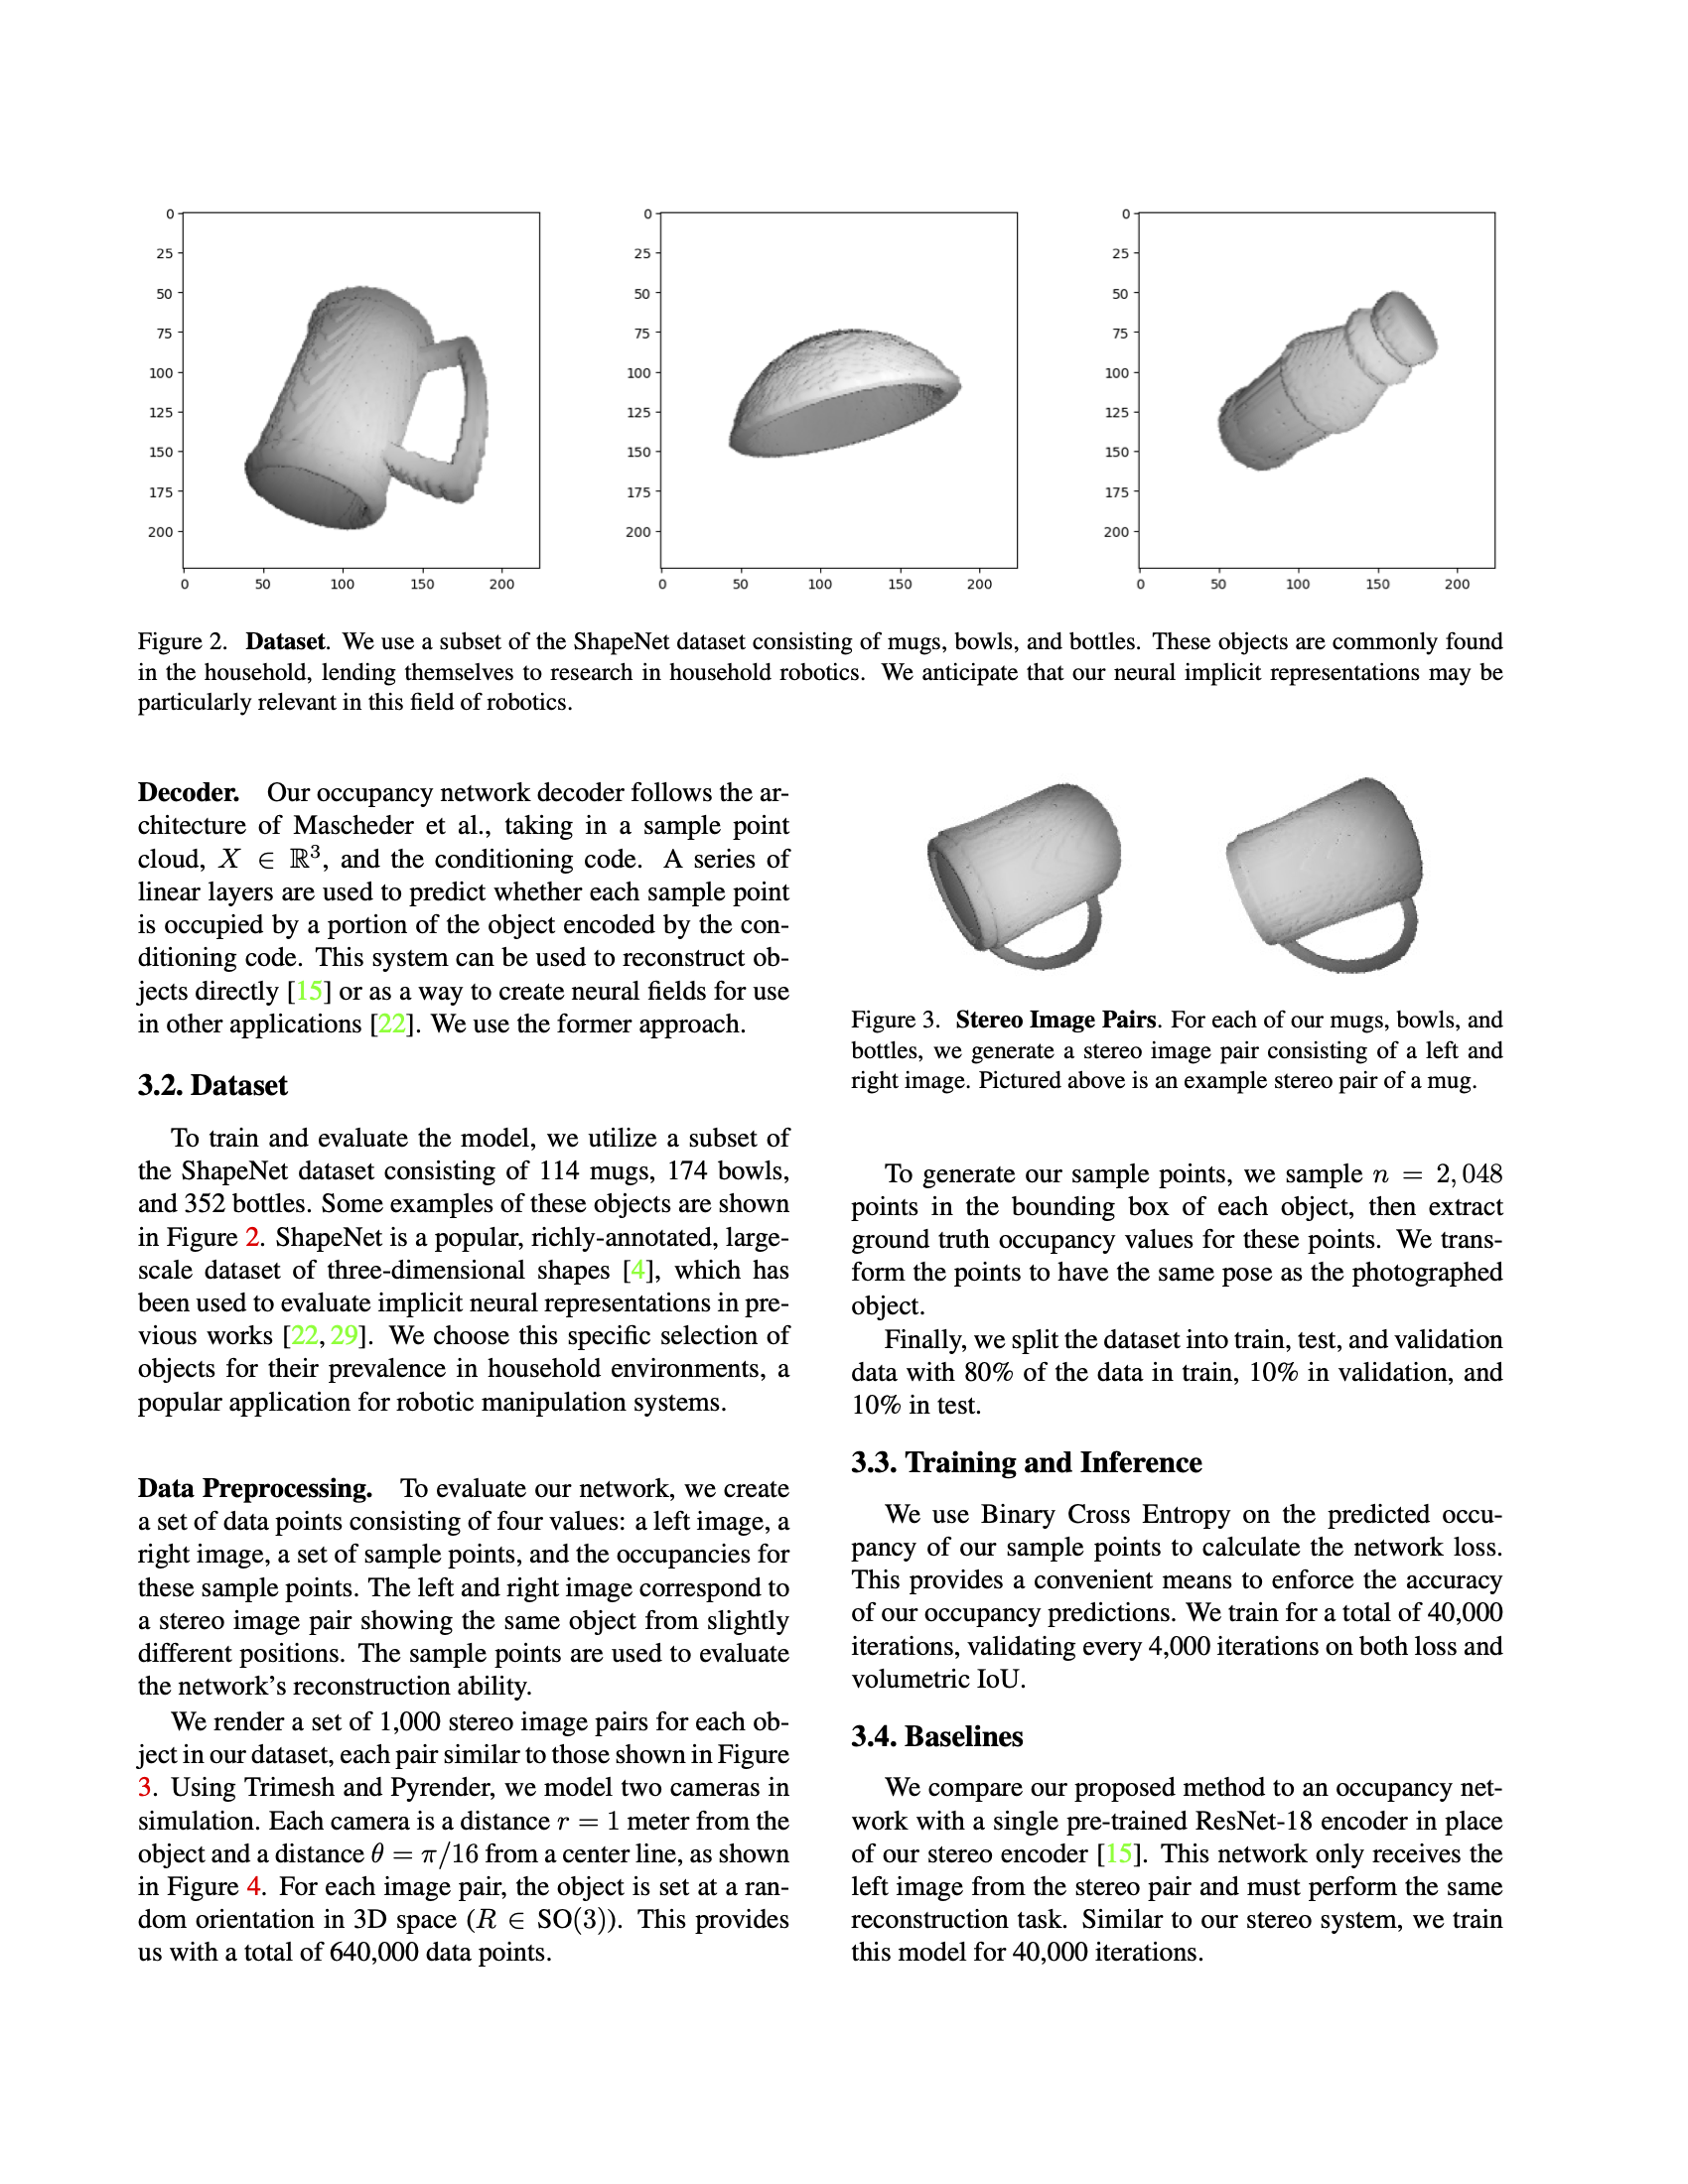 0
25
50
75
100
125
150
175
200
0 50 100 150 200
0
25
50
75
100
125
150
175
200
0 50 100 150 200
0
25
50
75
100
125
150
175
200
0 50 100 150 200
Figure 2. Dataset. We use a subset of the ShapeNet dataset consisting of mugs, bowls, and bottles. These objects are commonly found
in the household, lending themselves to research in household robotics. We anticipate that our neural implicit representations may be
particularly relevant in this field of robotics.
Decoder. Our occupancy network decoder follows the ar-
chitecture of Mascheder et al., taking in a sample point
cloud, X ∈ ℝ³, and the conditioning code. A series of
linear layers are used to predict whether each sample point
is occupied by a portion of the object encoded by the con-
ditioning code. This system can be used to reconstruct ob-
jects directly [15] or as a way to create neural fields for use
in other applications [22]. We use the former approach.
3.2. Dataset
To train and evaluate the model, we utilize a subset of
the ShapeNet dataset consisting of 114 mugs, 174 bowls,
and 352 bottles. Some examples of these objects are shown
in Figure 2. ShapeNet is a popular, richly-annotated, large-
scale dataset of three-dimensional shapes [4], which has
been used to evaluate implicit neural representations in pre-
vious works [22, 29]. We choose this specific selection of
objects for their prevalence in household environments, a
popular application for robotic manipulation systems.
Data Preprocessing. To evaluate our network, we create
a set of data points consisting of four values: a left image, a
right image, a set of sample points, and the occupancies for
these sample points. The left and right image correspond to
a stereo image pair showing the same object from slightly
different positions. The sample points are used to evaluate
the network's reconstruction ability.
We render a set of 1,000 stereo image pairs for each ob-
ject in our dataset, each pair similar to those shown in Figure
3. Using Trimesh and Pyrender, we model two cameras in
simulation. Each camera is a distance r = 1 meter from the
object and a distance θ = π/16 from a center line, as shown
in Figure 4. For each image pair, the object is set at a ran-
dom orientation in 3D space (R ∈ SO(3)). This provides
us with a total of 640,000 data points.
Figure 3. Stereo Image Pairs. For each of our mugs, bowls, and
bottles, we generate a stereo image pair consisting of a left and
right image. Pictured above is an example stereo pair of a mug.
To generate our sample points, we sample n = 2,048
points in the bounding box of each object, then extract
ground truth occupancy values for these points. We trans-
form the points to have the same pose as the photographed
object.
Finally, we split the dataset into train, test, and validation
data with 80% of the data in train, 10% in validation, and
10% in test.
3.3. Training and Inference
We use Binary Cross Entropy on the predicted occu-
pancy of our sample points to calculate the network loss.
This provides a convenient means to enforce the accuracy
of our occupancy predictions. We train for a total of 40,000
iterations, validating every 4,000 iterations on both loss and
volumetric IoU.
3.4. Baselines
We compare our proposed method to an occupancy net-
work with a single pre-trained ResNet-18 encoder in place
of our stereo encoder [15]. This network only receives the
left image from the stereo pair and must perform the same
reconstruction task. Similar to our stereo system, we train
this model for 40,000 iterations.